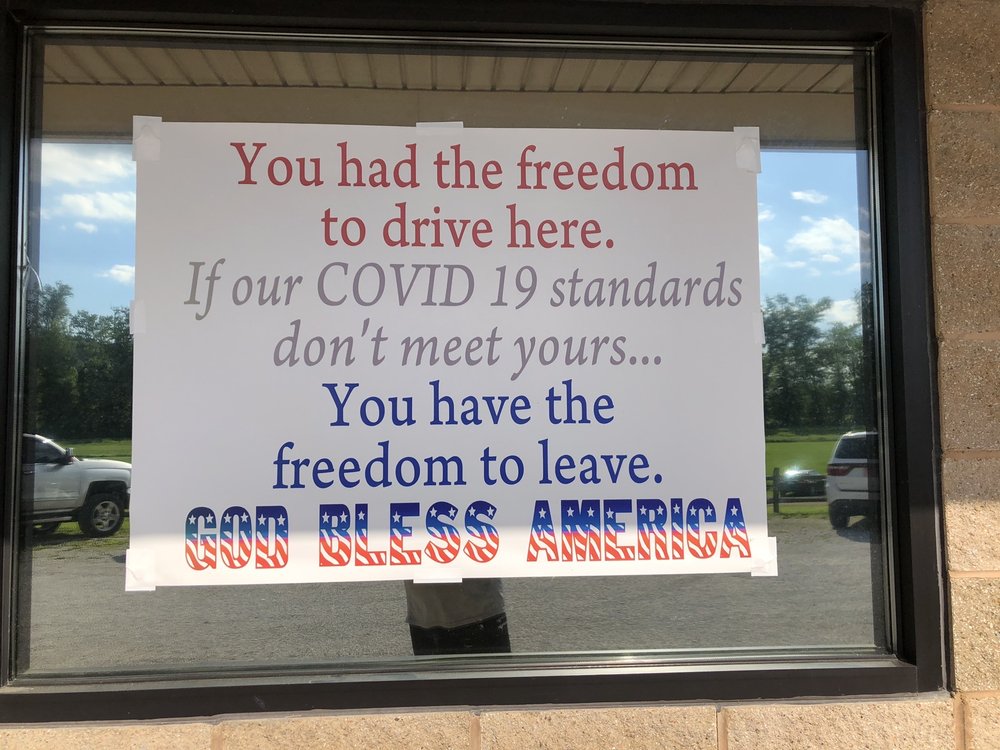 You had the freedom
to drive here.
If our COVID 19 standards
don't meet yours...
You have the
freedom to leave.
GOD BLESS AMERICA